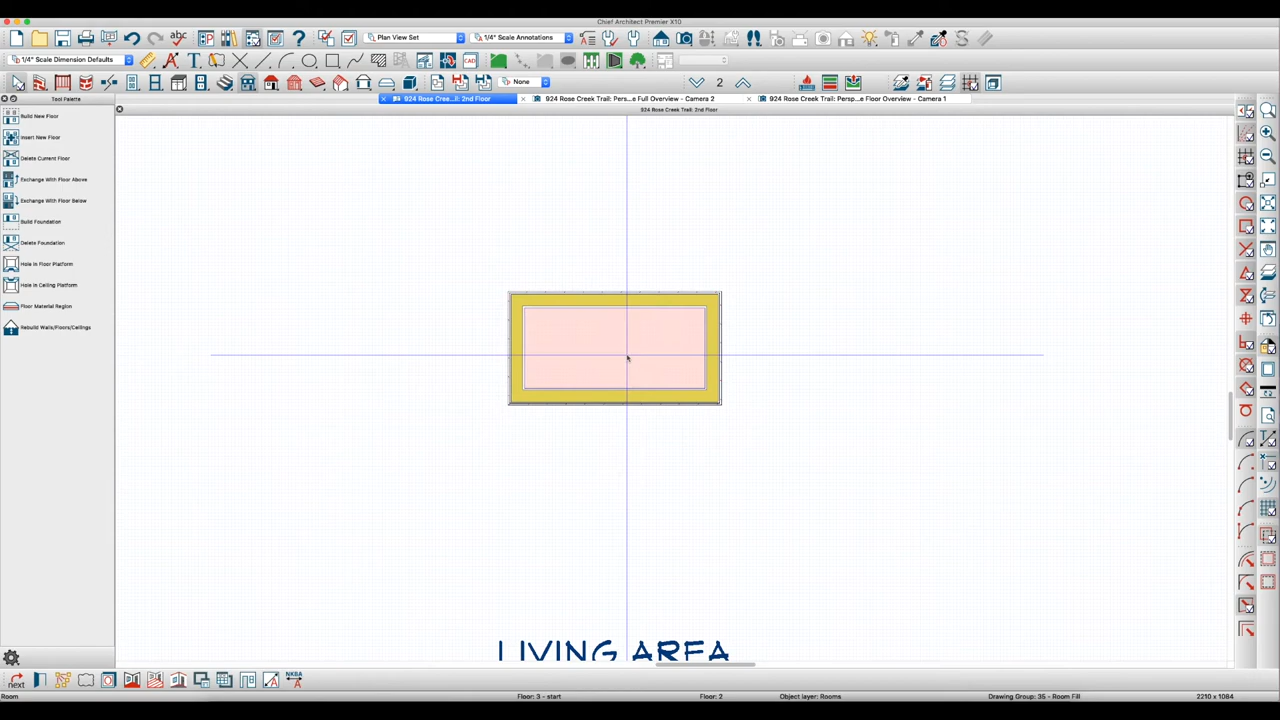 Chief Architect Premier X10
Plan View Set
1/4" Scale Annotations
1/4" Scale Dimension Defaults
CAD
None
2
Tool Palette
924 Rose Cree...l: 2nd Floor
924 Rose Creek Trail: Pers...e Full Overview - Camera 2
924 Rose Creek Trail: Persp...e Floor Overview - Camera 1
924 Rose Creek Trail: 2nd Floor
Build New Floor
Insert New Floor
Delete Current Floor
Exchange With Floor Above
Exchange With Floor Below
Build Foundation
Delete Foundation
Hole in Floor Platform
Hole in Ceiling Platform
Floor Material Region
Rebuild Walls/Floors/Ceilings
LIVING AREA
next
NKBA
Room
Floor: 3 - start
Floor: 2
Object layer: Rooms
Drawing Group: 35 - Room Fill
2210 x 1084